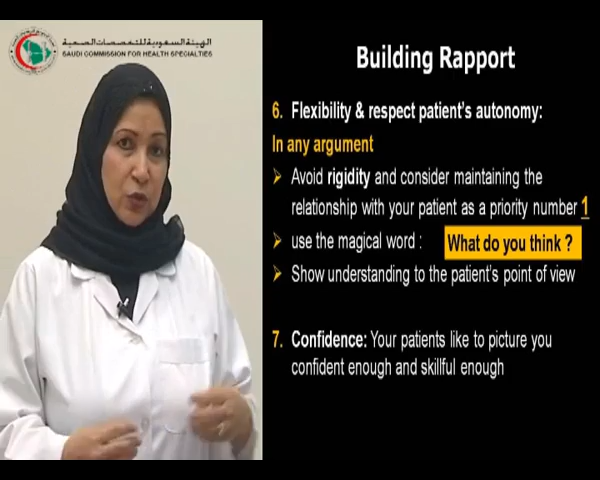 الهيئة السعودية للتخصصات الصحية
SAUDI COMMISSION FOR HEALTH SPECIALTIES
Building Rapport
6. Flexibility & respect patient's autonomy:
In any argument
Avoid rigidity and consider maintaining the
relationship with your patient as a priority number 1
use the magical word : What do you think ?
Show understanding to the patient's point of view
7. Confidence: Your patients like to picture you
confident enough and skillful enough